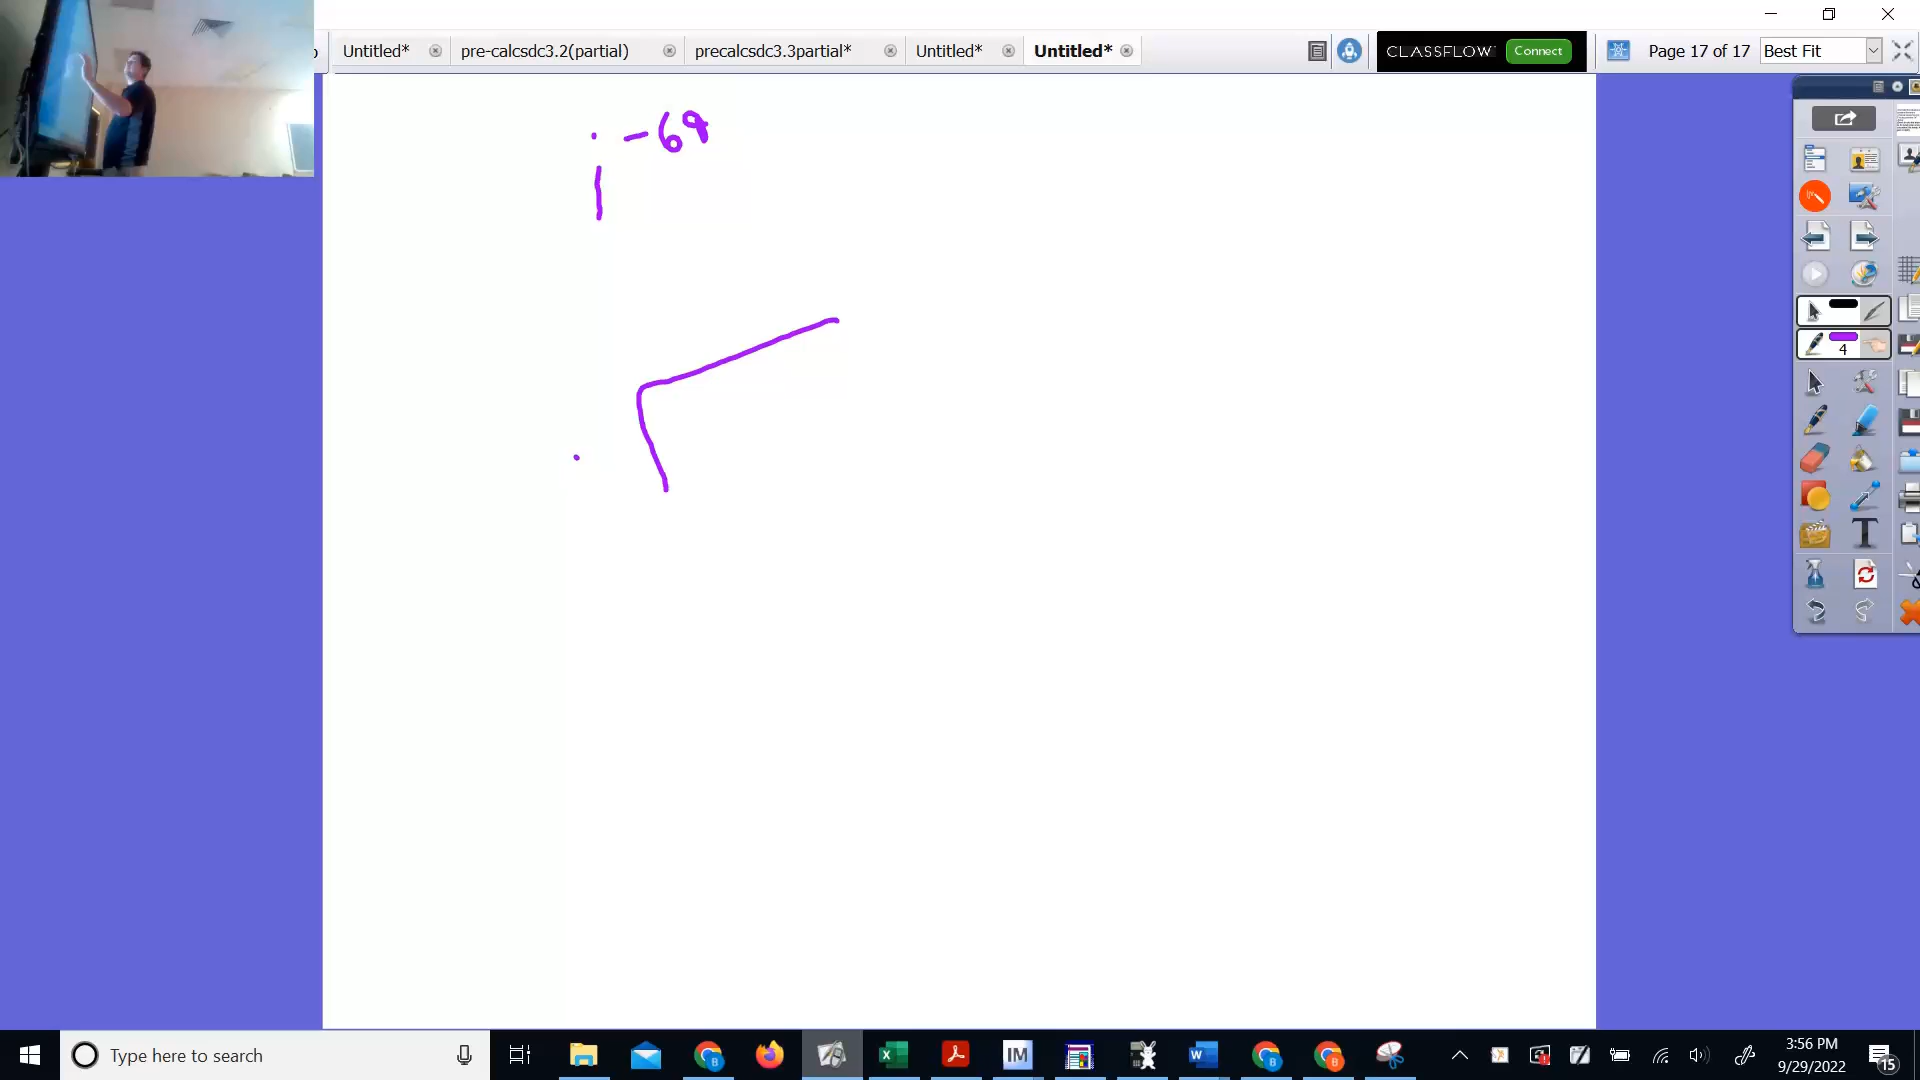 Untitled* pre-calcsdc3.2(partial) precalcsdc3.3partial* Untitled* Untitled* CLASSFLOW Connect Page 17 of 17 Best Fit
i -69
4
T
Type here to search
IM
3:56 PM
9/29/2022
15